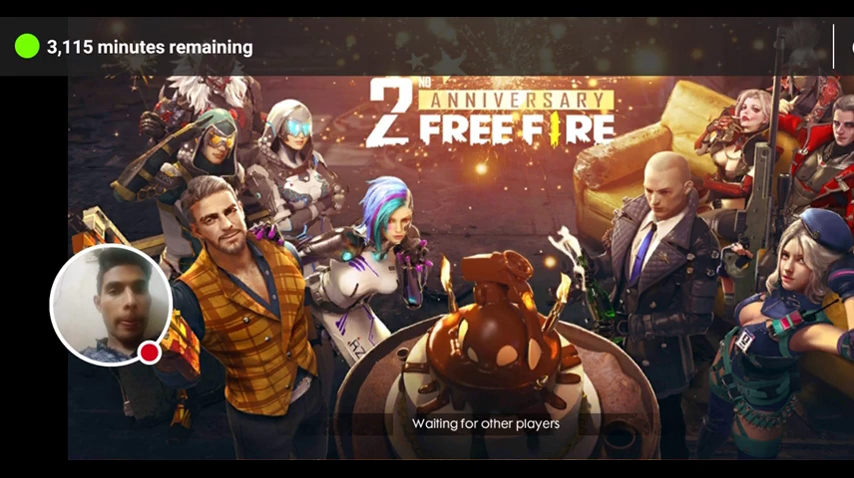 3,115 minutes remaining
2ND
ANNIVERSARY
FREE FIRE
Waiting for other players